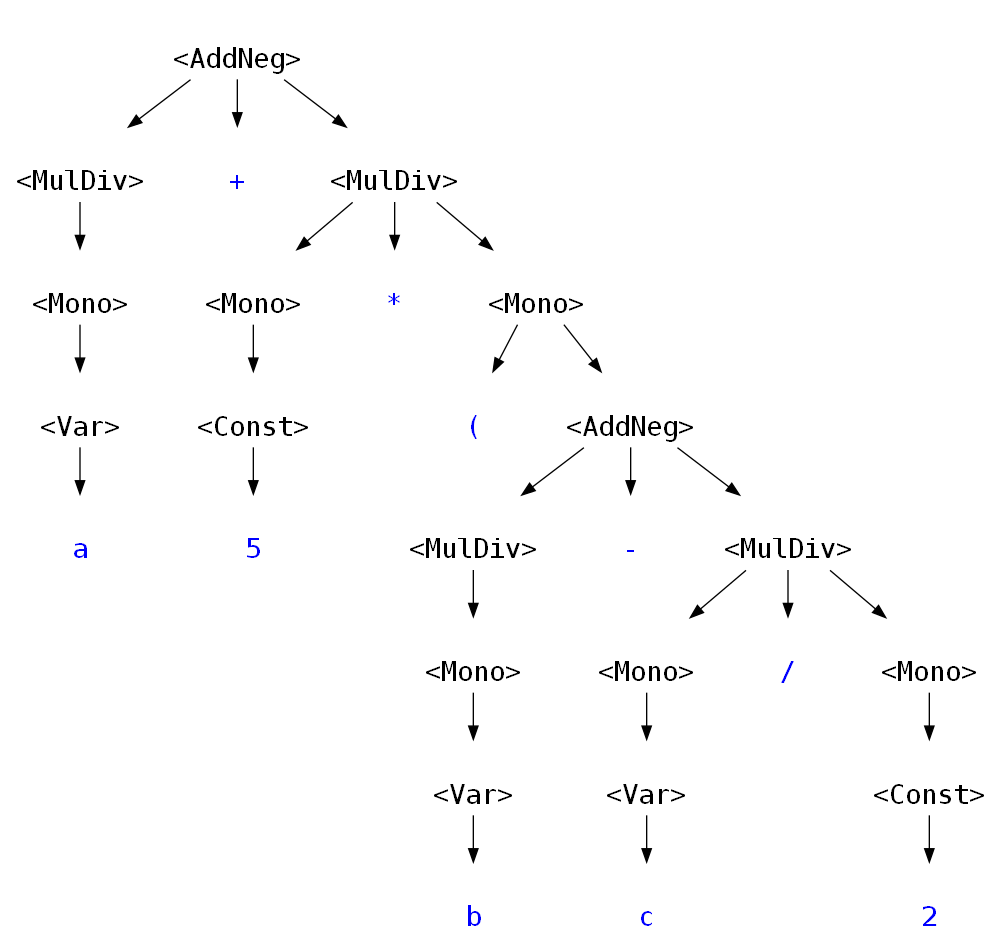 <AddNeg>
<MulDiv> + <MulDiv>
<Mono> <Mono> * <Mono>
<Var> <Const> ( <AddNeg>
a 5 <MulDiv> - <MulDiv>
<Mono> <Mono> / <Mono>
<Var> <Var> <Const>
b c 2